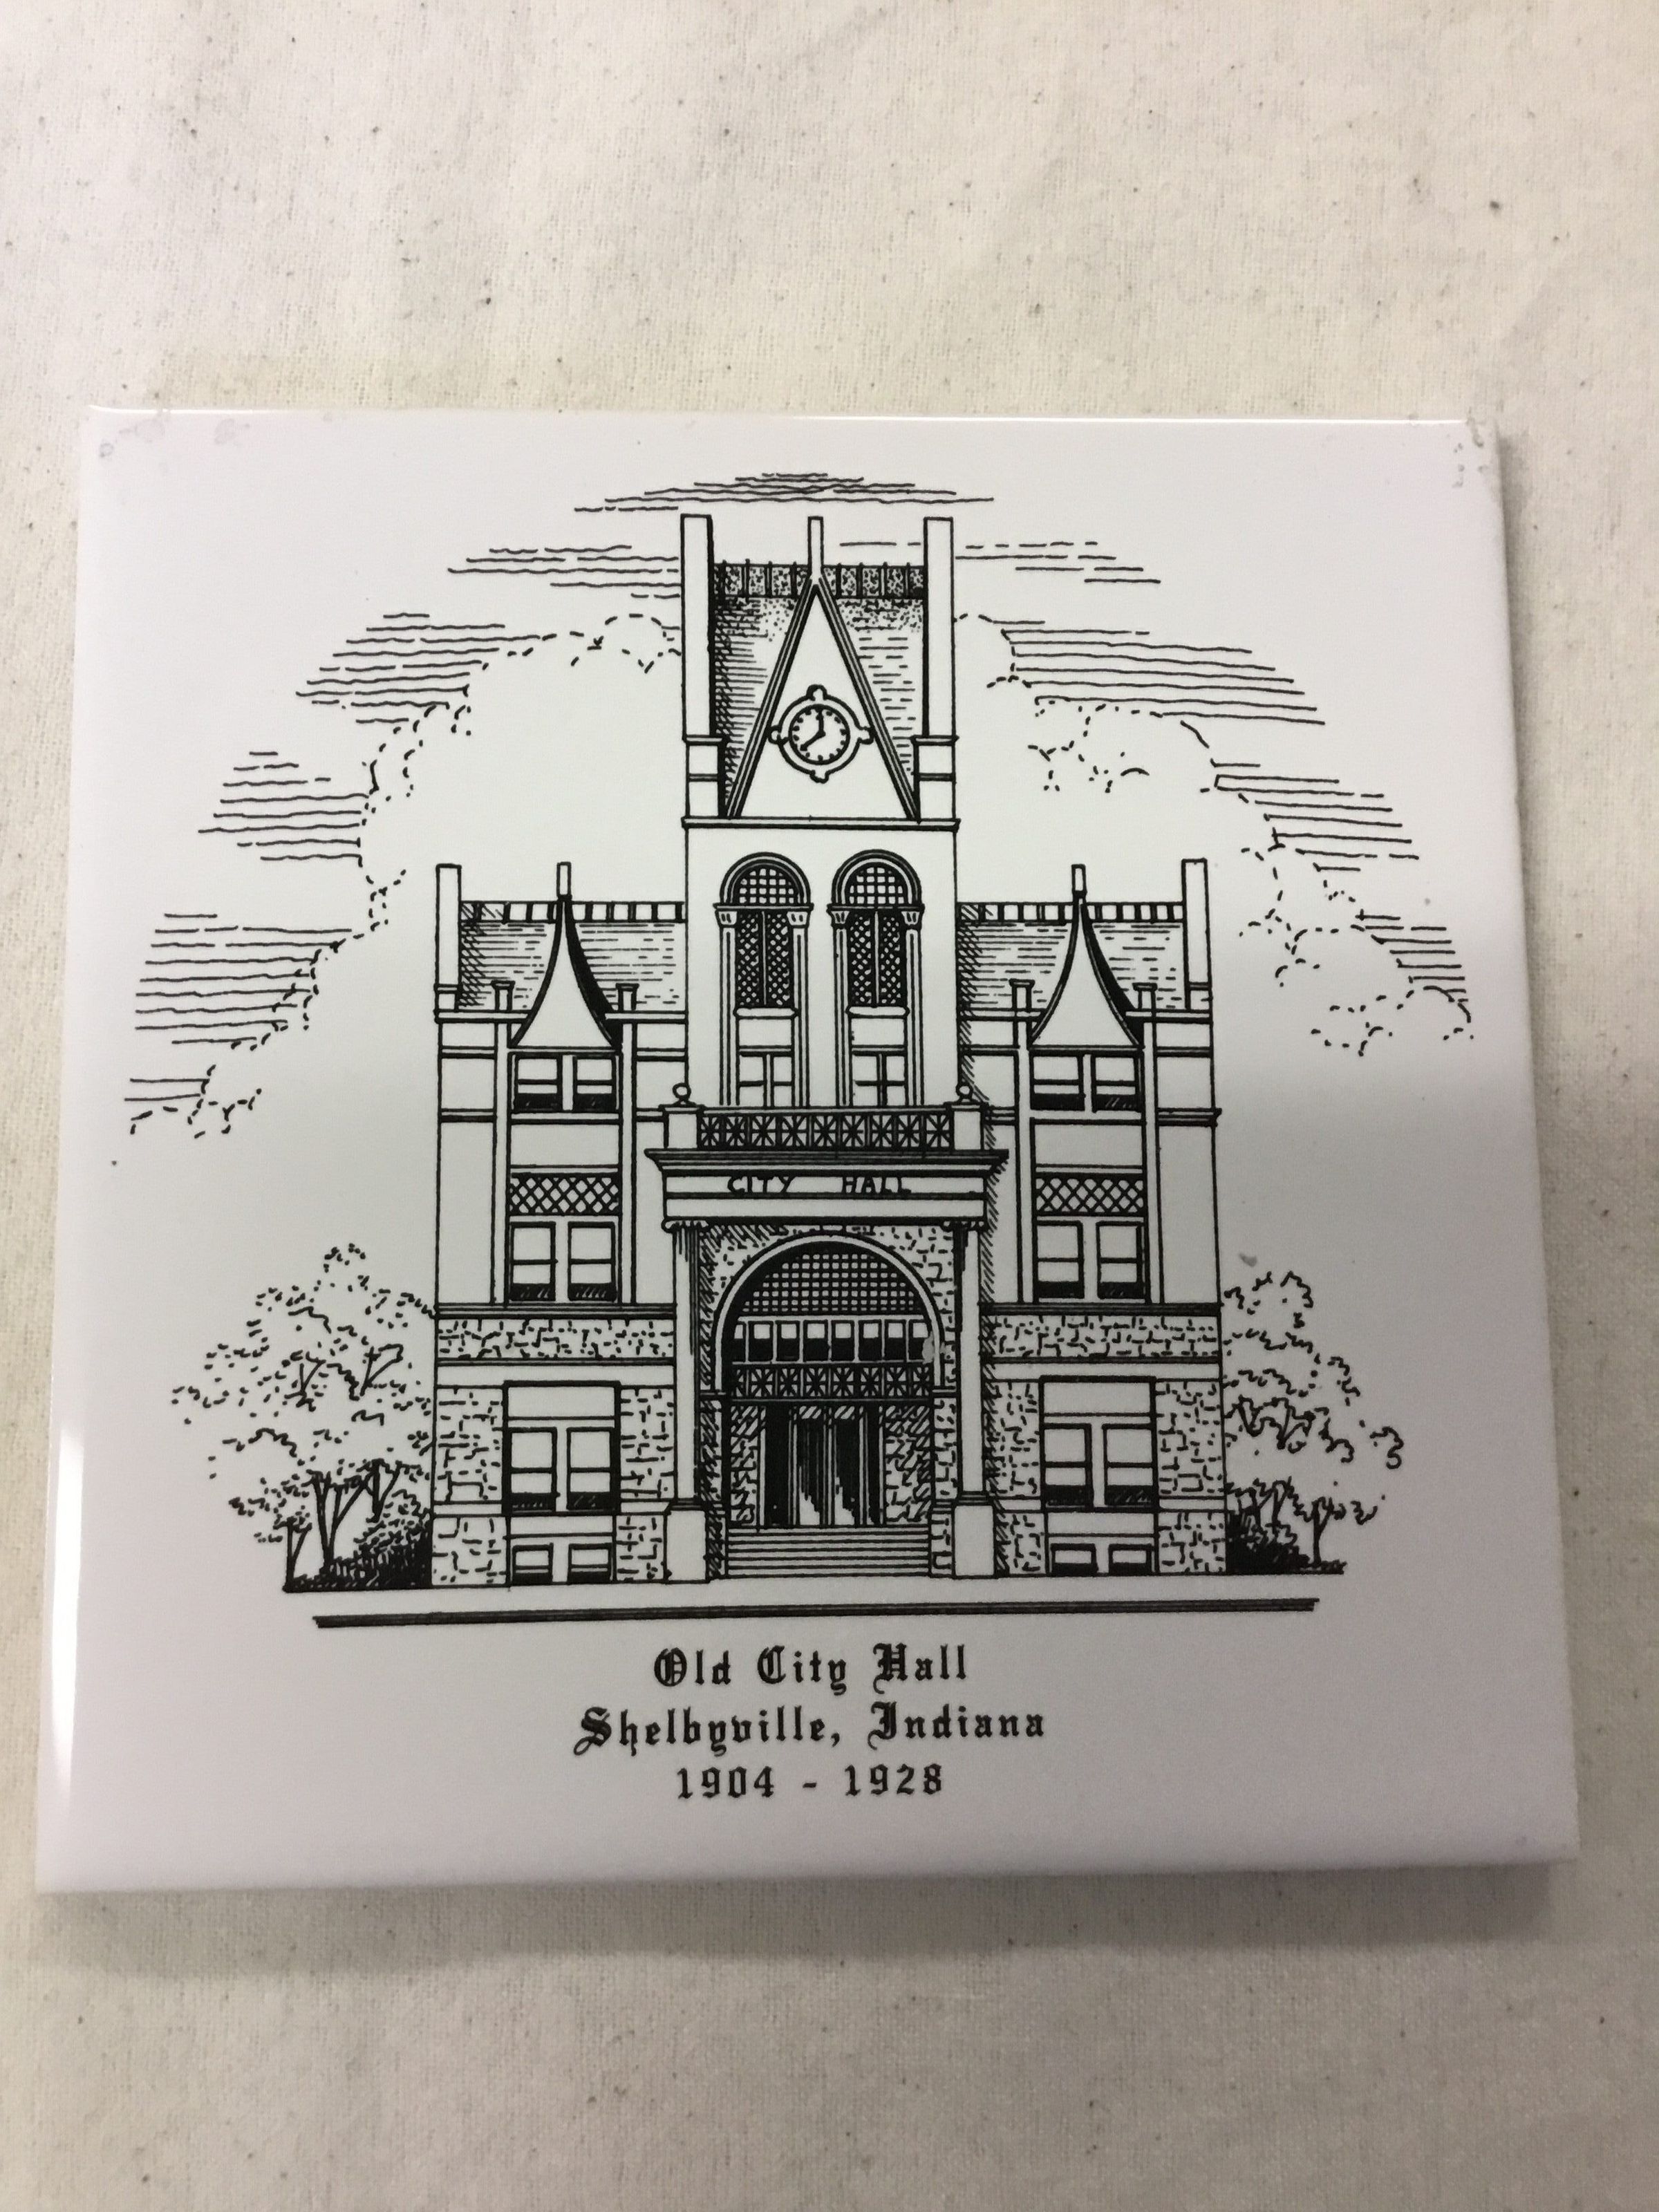 CITY HALL
Old City Hall
Shelbyville, Indiana
1904 - 1928